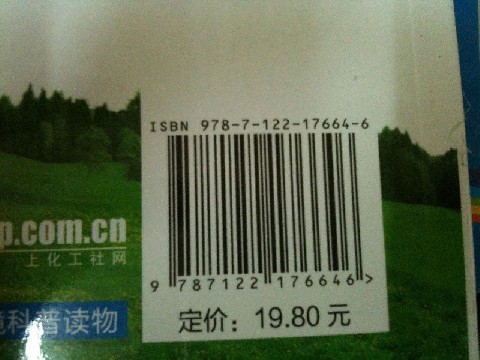 ISBN 978-7-122-17664-6
p.com.cn
上化工社网
9 787122 176646>
科普读物
定价：19.80 元